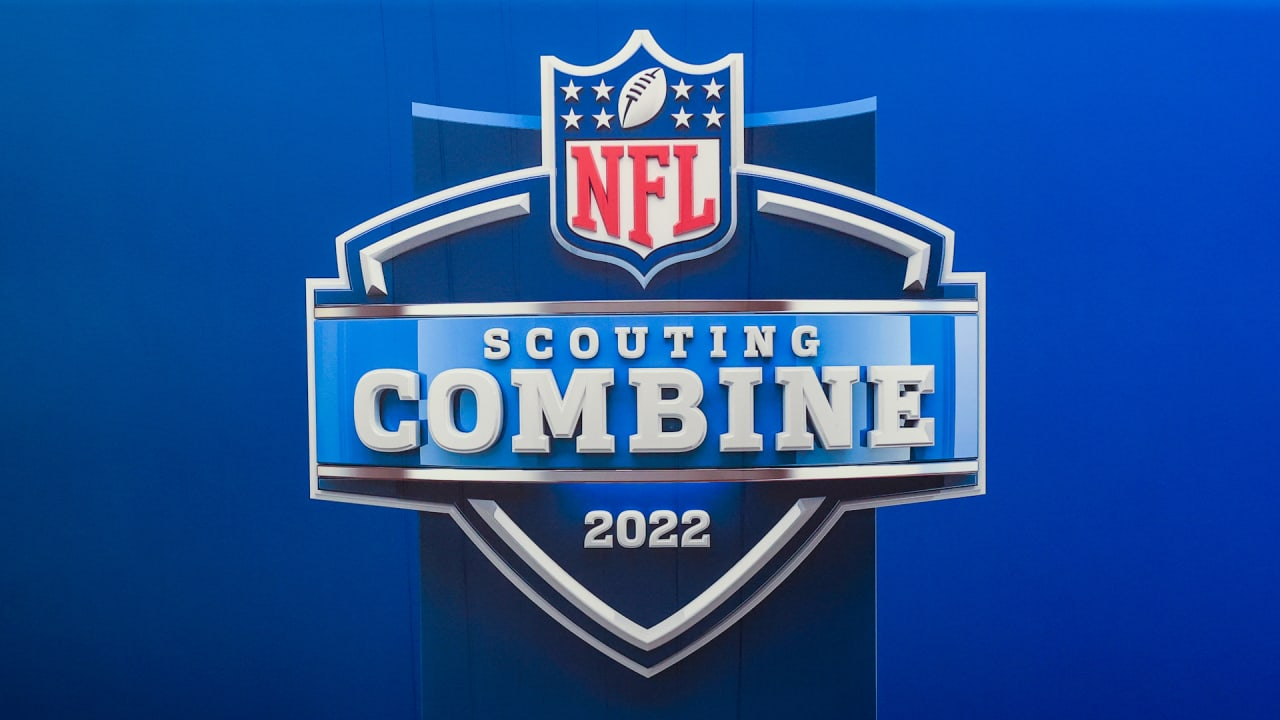 NFL
SCOUTING
COMBINE
2022